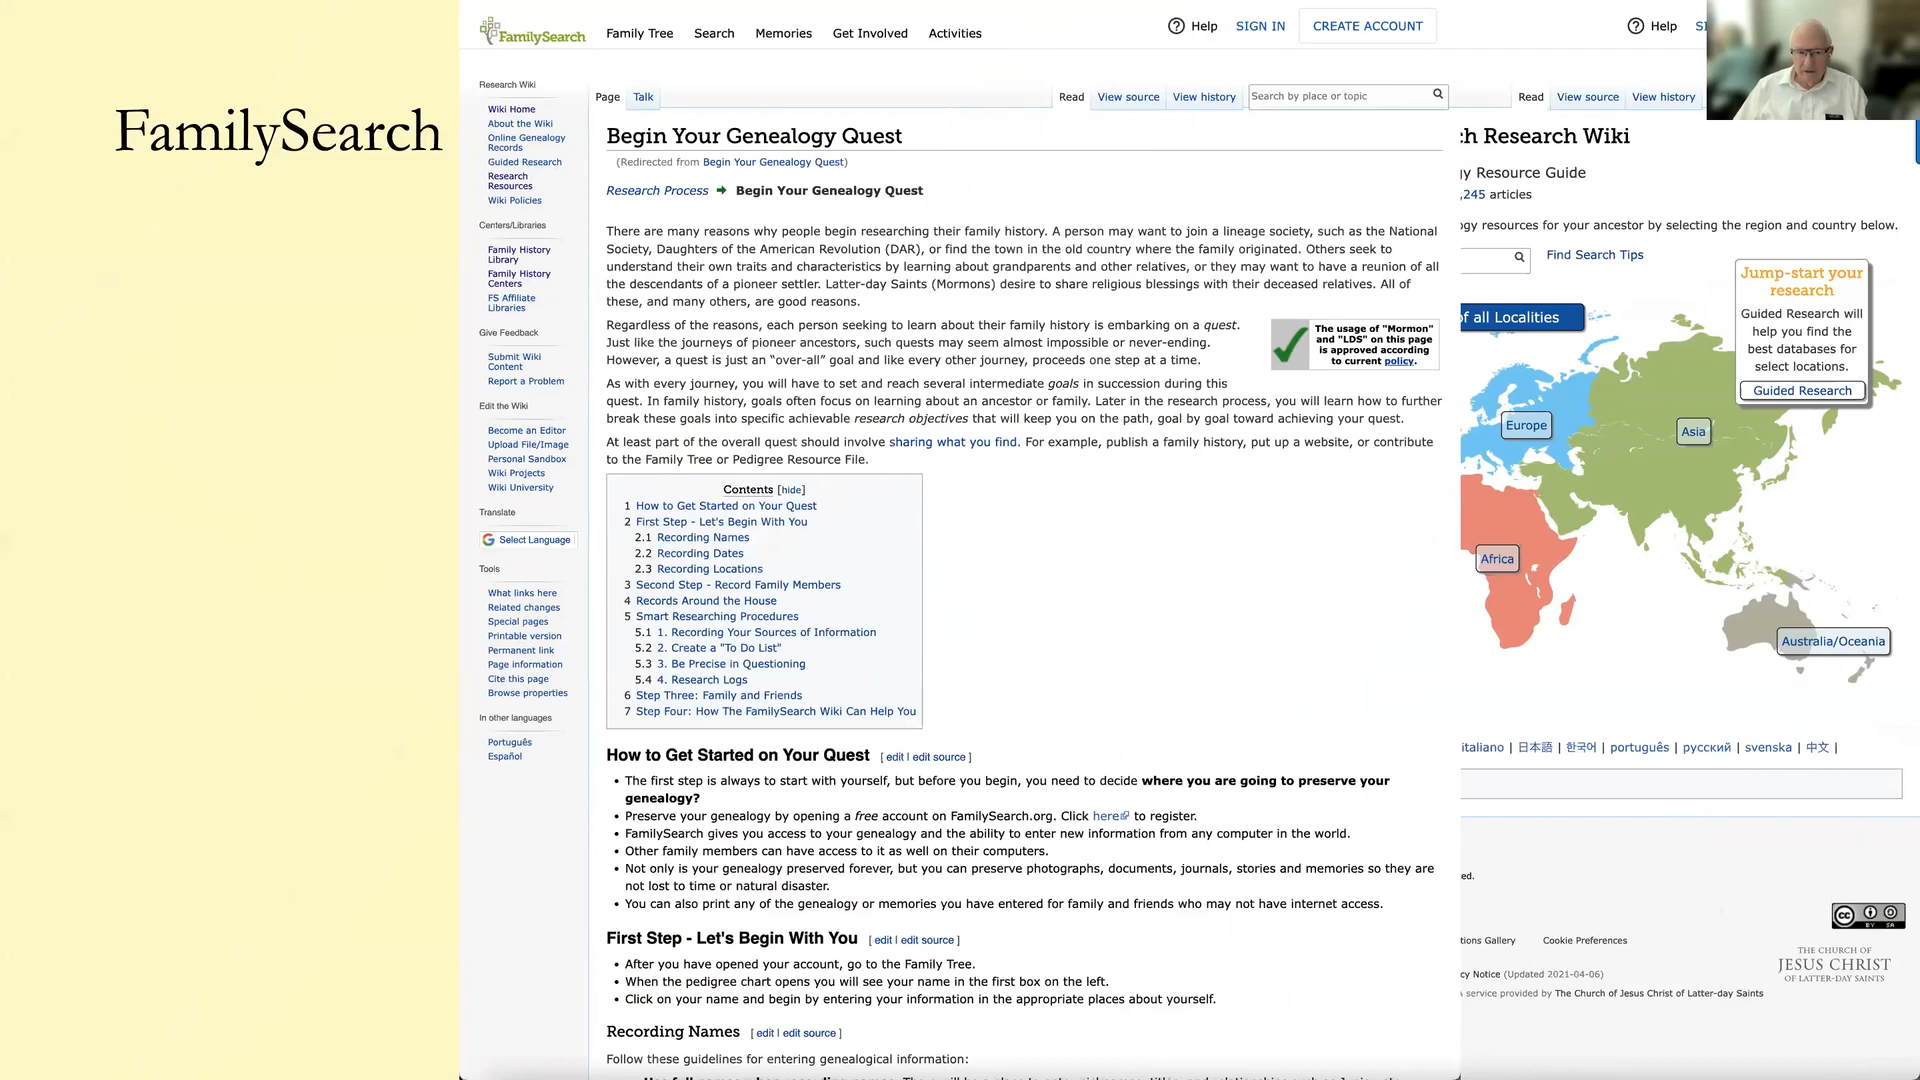 FamilySearch
FamilySearch
Family Tree
Search
Memories
Get Involved
Activities
Help
SIGN IN
CREATE ACCOUNT
Help
Research Wiki
Wiki Home
About the Wiki
Online Genealogy
Records
Guided Research
Research
Resources
Wiki Policies
Centers/Libraries
Family History
Library
Family History
Centers
FS Affiliate
Libraries
Give Feedback
Submit Wiki
Content
Report a Problem
Edit the Wiki
Become an Editor
Upload File/Image
Personal Sandbox
Wiki Projects
Wiki University
Translate
Select Language
Tools
What links here
Related changes
Special pages
Printable version
Permanent link
Page information
Cite this page
Browse properties
In other languages
Português
Español
Page
Talk
Read
View source
View history
Search by place or topic
Begin Your Genealogy Quest
(Redirected from Begin Your Genealogy Quest)
Research Process ➡ Begin Your Genealogy Quest
There are many reasons why people begin researching their family history. A person may want to join a lineage society, such as the National
Society, Daughters of the American Revolution (DAR), or find the town in the old country where the family originated. Others seek to
understand their own traits and characteristics by learning about grandparents and other relatives, or they may want to have a reunion of all
the descendants of a pioneer settler. Latter-day Saints (Mormons) desire to share religious blessings with their deceased relatives. All of
these, and many others, are good reasons.
Regardless of the reasons, each person seeking to learn about their family history is embarking on a quest.
Just like the journeys of pioneer ancestors, such quests may seem almost impossible or never-ending.
However, a quest is just an “over-all” goal and like every other journey, proceeds one step at a time.
The usage of "Mormon"
and "LDS" on this page
is approved according
to current policy.
As with every journey, you will have to set and reach several intermediate goals in succession during this
quest. In family history, goals often focus on learning about an ancestor or family. Later in the research process, you will learn how to further
break these goals into specific achievable research objectives that will keep you on the path, goal by goal toward achieving your quest.
At least part of the overall quest should involve sharing what you find. For example, publish a family history, put up a website, or contribute
to the Family Tree or Pedigree Resource File.
Contents [hide]
1 How to Get Started on Your Quest
2 First Step - Let's Begin With You
2.1 Recording Names
2.2 Recording Dates
2.3 Recording Locations
3 Second Step - Record Family Members
4 Records Around the House
5 Smart Researching Procedures
5.1 1. Recording Your Sources of Information
5.2 2. Create a "To Do List"
5.3 3. Be Precise in Questioning
5.4 4. Research Logs
6 Step Three: Family and Friends
7 Step Four: How The FamilySearch Wiki Can Help You
How to Get Started on Your Quest [ edit | edit source ]
• The first step is always to start with yourself, but before you begin, you need to decide where you are going to preserve your
genealogy?
• Preserve your genealogy by opening a free account on FamilySearch.org. Click here to register.
• FamilySearch gives you access to your genealogy and the ability to enter new information from any computer in the world.
• Other family members can have access to it as well on their computers.
• Not only is your genealogy preserved forever, but you can preserve photographs, documents, journals, stories and memories so they are
not lost to time or natural disaster.
• You can also print any of the genealogy or memories you have entered for family and friends who may not have internet access.
First Step - Let's Begin With You [ edit | edit source ]
• After you have opened your account, go to the Family Tree.
• When the pedigree chart opens you will see your name in the first box on the left.
• Click on your name and begin by entering your information in the appropriate places about yourself.
Recording Names [ edit | edit source ]
Follow these guidelines for entering genealogical information:
Read
View source
View history
Research Wiki
Resource Guide
,245 articles
resources for your ancestor by selecting the region and country below.
Find Search Tips
of all Localities
Jump-start your
research
Guided Research will
help you find the
best databases for
select locations.
Guided Research
Europe
Asia
Africa
Australia/Oceania
italiano | 日本語 | 한국어 | português | русский | svenska | 中文 |
Gallery
Cookie Preferences
CC BY SA
THE CHURCH OF
JESUS CHRIST
OF LATTER-DAY SAINTS
Notice (Updated 2021-04-06)
A service provided by The Church of Jesus Christ of Latter-day Saints